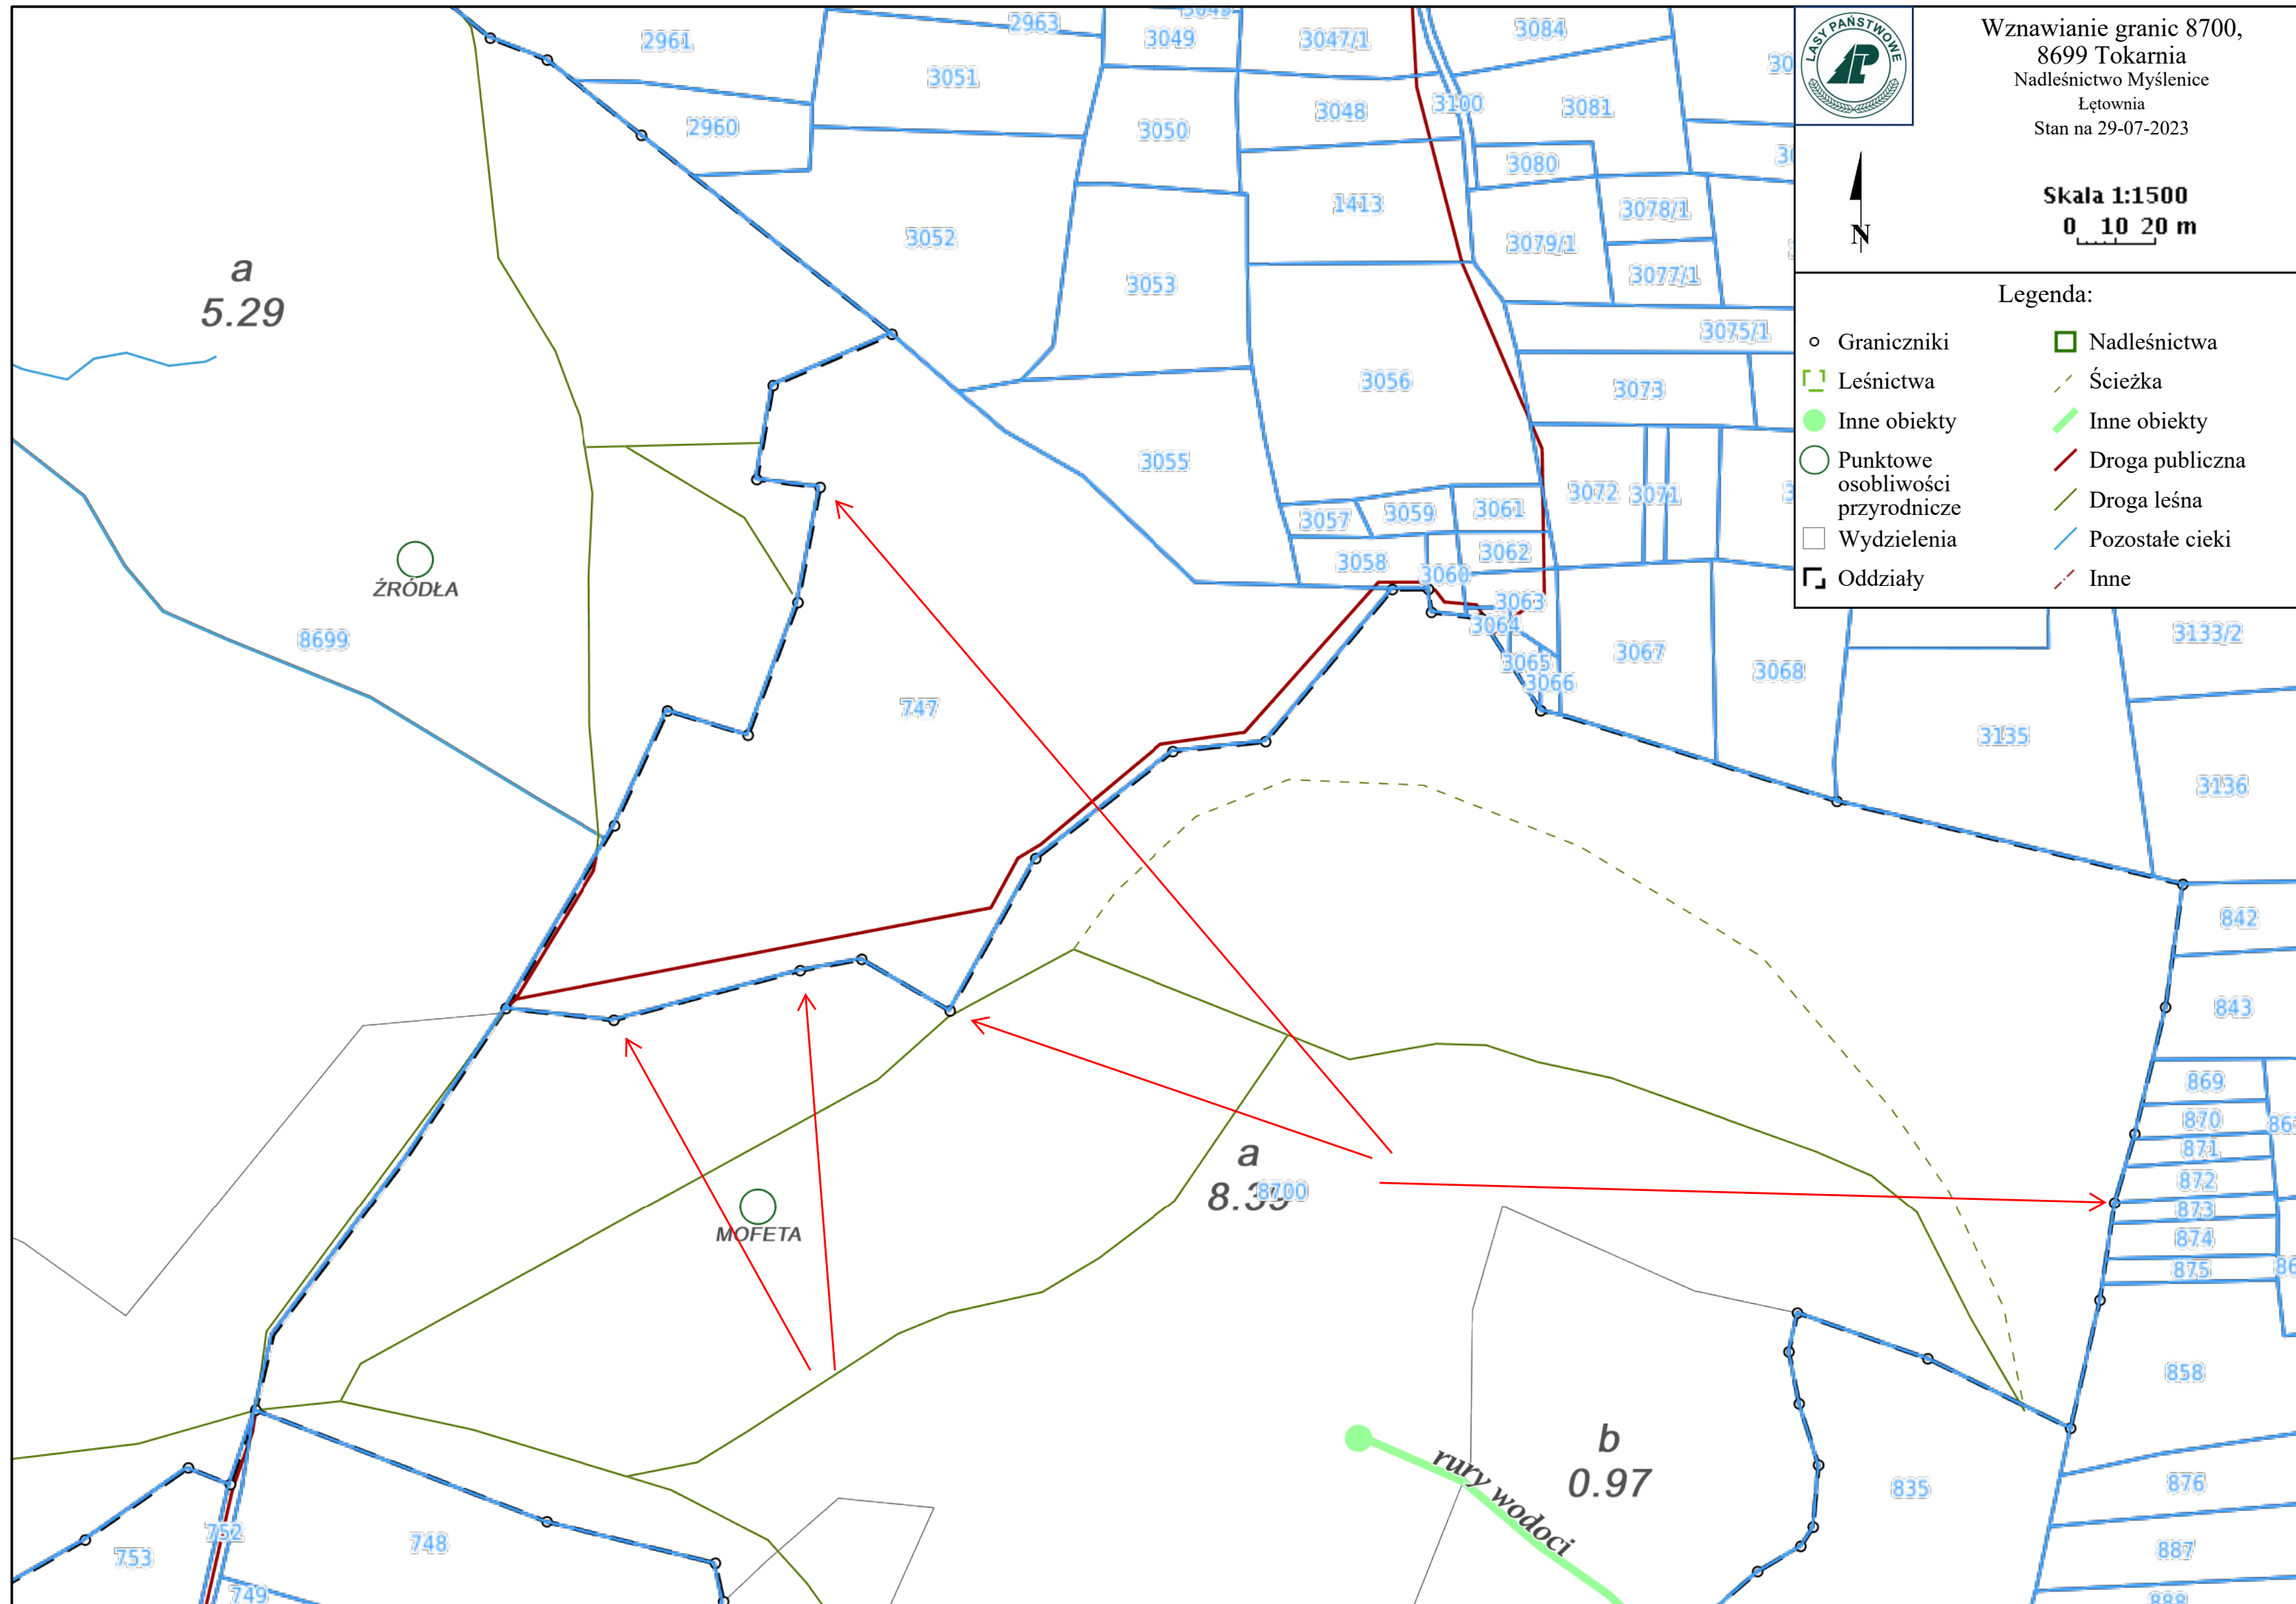 LASY PAŃSTWOWE
LP
Wznawianie granic 8700,
8699 Tokarnia
Nadleśnictwo Myślenice
Łętownia
Stan na 29-07-2023
N
Skala 1:1500
0 10 20 m
Legenda:
Graniczniki
Nadleśnictwa
Leśnictwa
Ścieżka
Inne obiekty
Inne obiekty
Punktowe
osobliwości
przyrodnicze
Droga publiczna
Droga leśna
Wydzielenia
Pozostałe cieki
Oddziały
Inne
2961
2963
3049
3047/1
3084
3051
2960
3050
3048
3100
3081
3080
1413
3078/1
3052
3079/1
3077/1
3053
a
5.29
3075/1
3056
3073
3055
3072
3071
3057
3059
3061
3058
3062
3060
ŹRÓDŁA
3063
3064
8699
3065
3066
3067
3068
3133/2
747
3135
3136
842
843
869
870
871
872
873
874
875
a
8.39
8700
MOFETA
858
b
0.97
rury wodoci
835
876
887
888
752
753
748
749